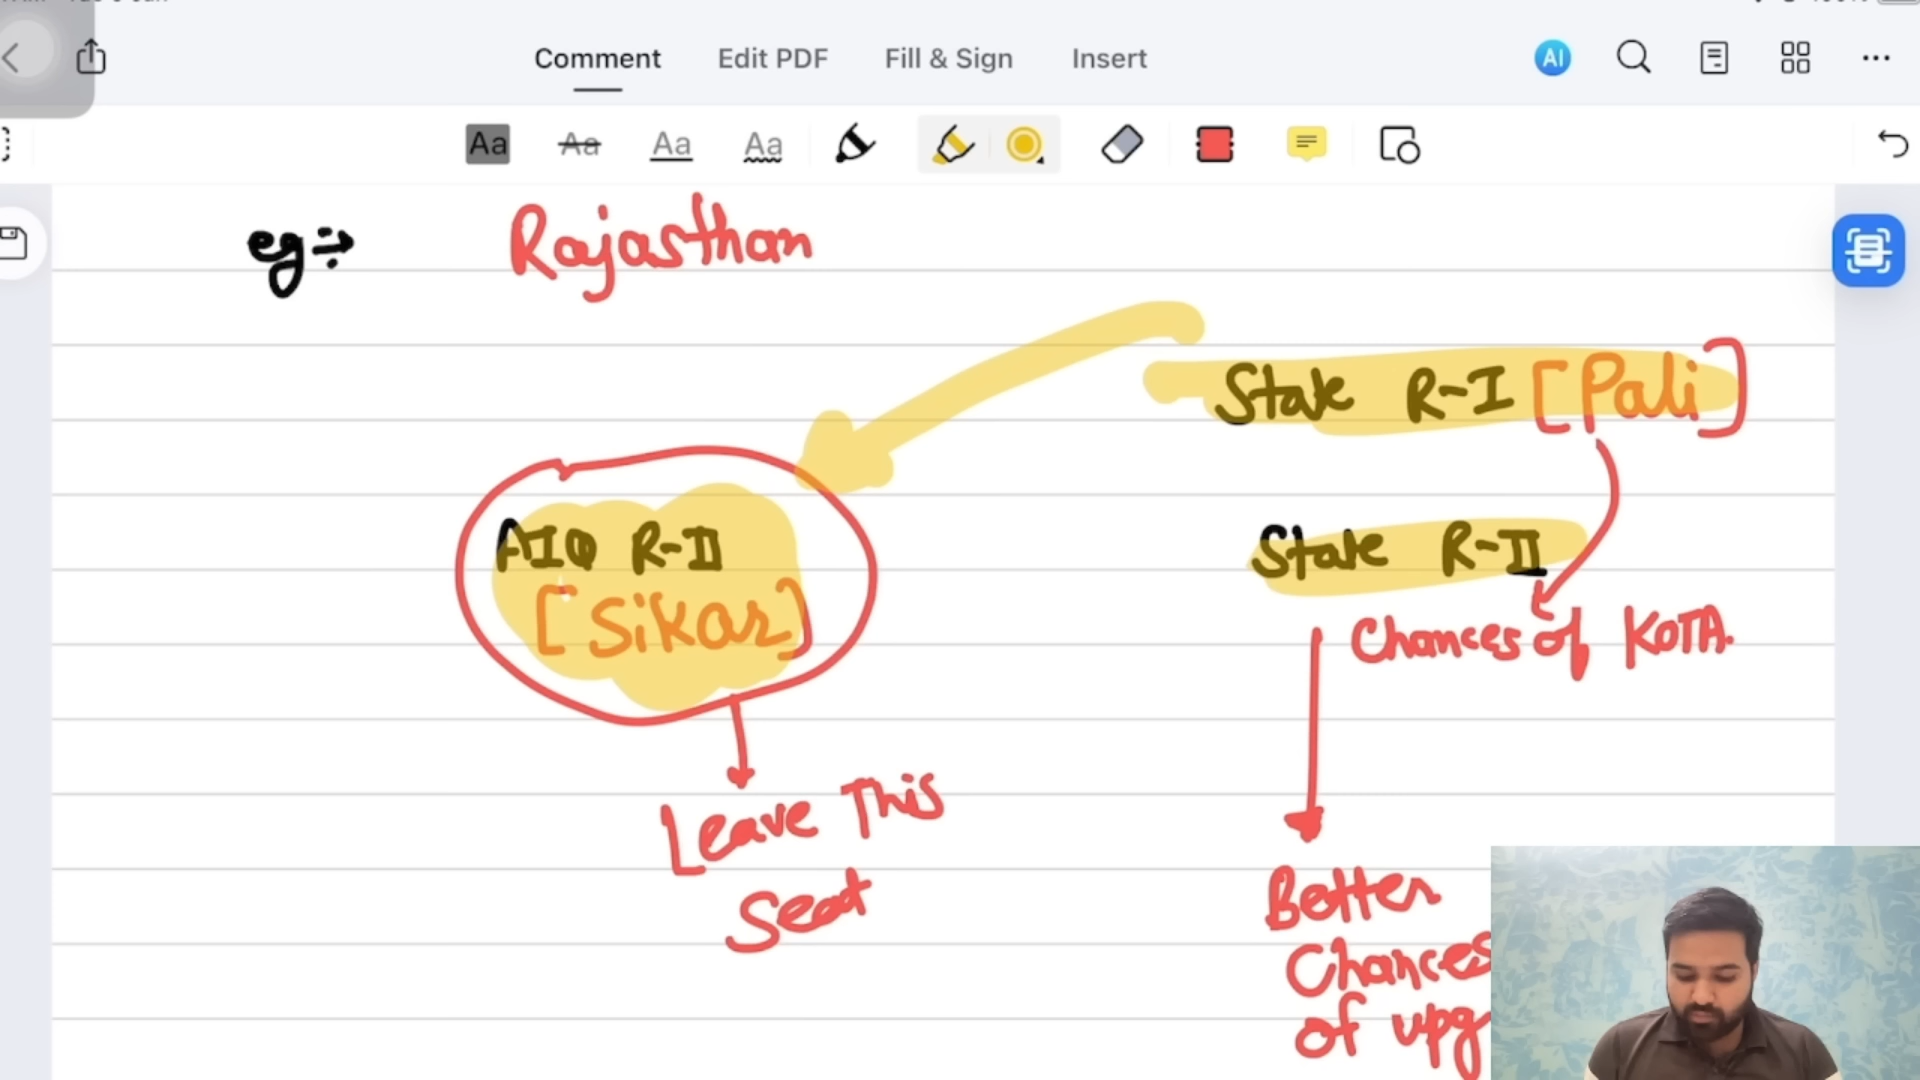 Comment Edit PDF Fill & Sign Insert AI
Aa Aa Aa Aa
eg:→ Rajasthan
State R-I [Pali]
AIQ R-II
[Sikar]
State R-II
Chances of KOTA.
Leave This
Seat
Better
Chances
of upg